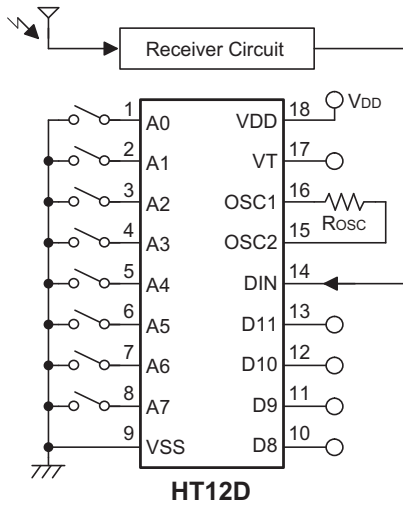 Receiver Circuit
1 A0 VDD 18 VDD
2 A1 VT 17
3 A2 OSC1 16 ROSC
4 A3 OSC2 15
5 A4 DIN 14
6 A5 D11 13
7 A6 D10 12
8 A7 D9 11
9 VSS D8 10
HT12D